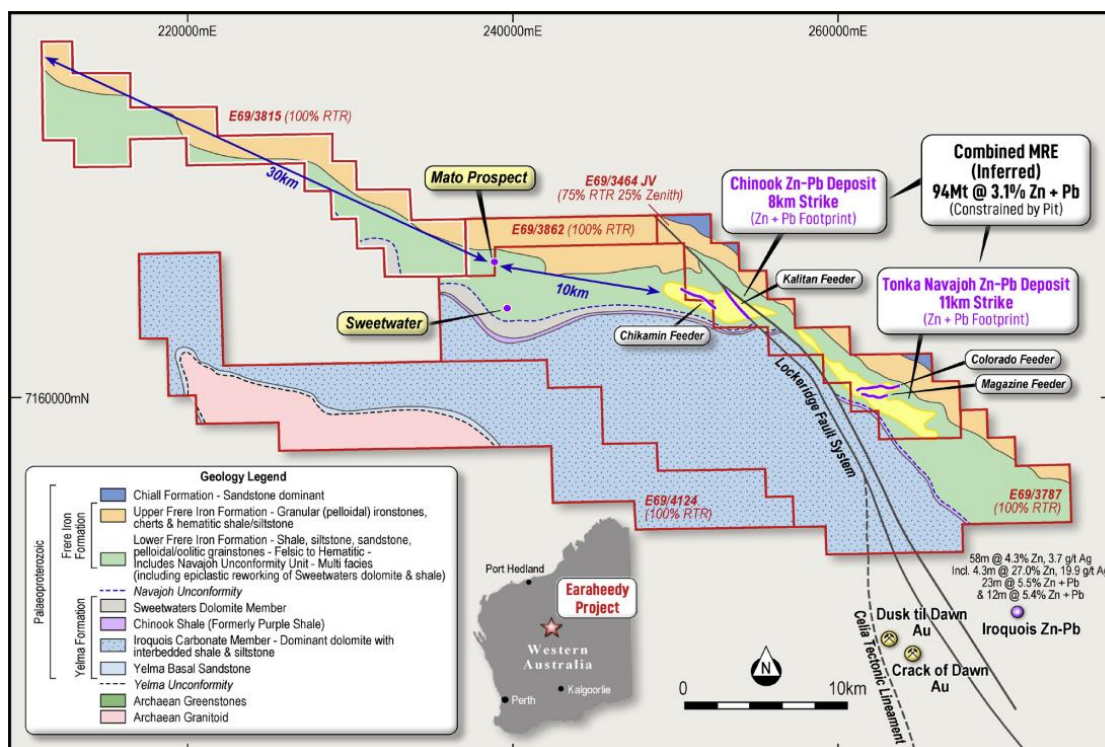 220000mE
240000mE
260000mE
7160000mN
E69/3815 (100% RTR)
30km
Mato Prospect
E69/3464 JV
(75% RTR 25% Zenith)
E69/3862 (100% RTR)
10km
Sweetwater
Chinook Zn-Pb Deposit
8km Strike
(Zn + Pb Footprint)
Combined MRE
(Inferred)
94Mt @ 3.1% Zn + Pb
(Constrained by Pit)
Kalitan Feeder
Chikamin Feeder
Tonka Navajoh Zn-Pb Deposit
11km Strike
(Zn + Pb Footprint)
Colorado Feeder
Magazine Feeder
Lockeridge Fault System
E69/4124
(100% RTR)
E69/3787
(100% RTR)
58m @ 4.3% Zn, 3.7 g/t Ag
Incl. 4.3m @ 27.0% Zn, 19.9 g/t Ag
23m @ 5.5% Zn + Pb
& 12m @ 5.4% Zn + Pb
Iroquois Zn-Pb
Dusk til Dawn
Au
Crack of Dawn
Au
Celia Tectonic Lineament
Geology Legend
Palaeoproterozoic
Frere Iron
Formation
Chiall Formation - Sandstone dominant
Upper Frere Iron Formation - Granular (pelloidal) ironstones,
cherts & hematitic shale/siltstone
Lower Frere Iron Formation - Shale, siltstone, sandstone,
pelloidal/oolitic grainstones - Felsic to Hematitic -
Includes Navajoh Unconformity Unit - Multi facies
(including epiclastic reworking of Sweetwaters dolomite & shale)
Navajoh Unconformity
Yelma Formation
Sweetwaters Dolomite Member
Chinook Shale (Formerly Purple Shale)
Iroquois Carbonate Member - Dominant dolomite with
interbedded shale & siltstone
Yelma Basal Sandstone
Yelma Unconformity
Archaean Greenstones
Archaean Granitoid
Port Hedland
Earaheedy
Project
Western
Australia
Kalgoorlie
Perth
N
0
10km